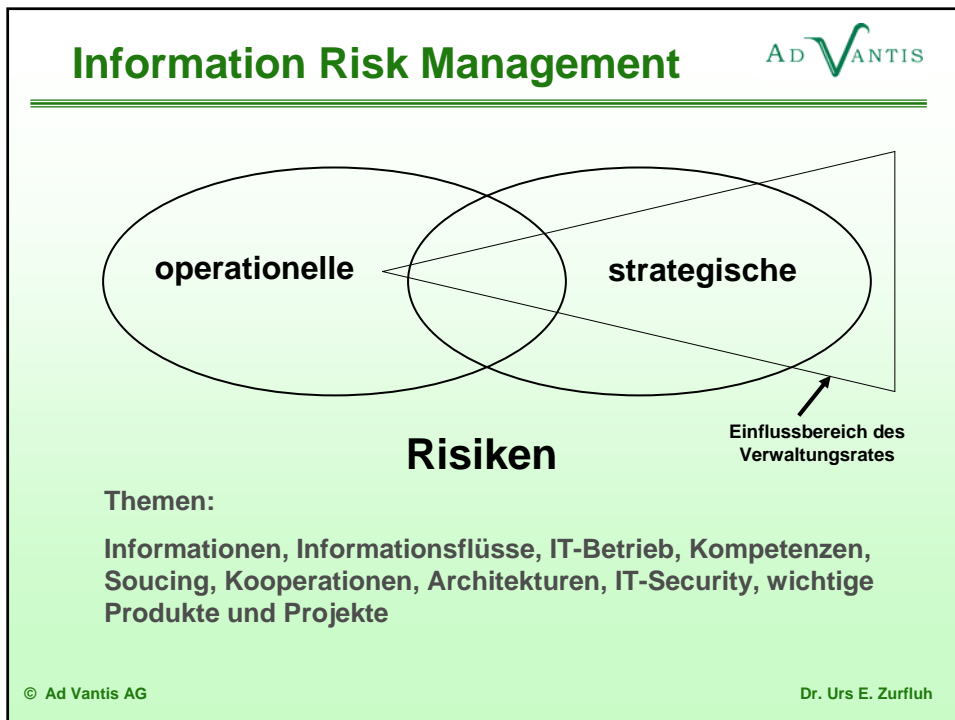 Information Risk Management
AD VANTIS
operationelle
strategische
Einflussbereich des
Verwaltungsrates
Risiken
Themen:
Informationen, Informationsflüsse, IT-Betrieb, Kompetenzen,
Soucing, Kooperationen, Architekturen, IT-Security, wichtige
Produkte und Projekte
© Ad Vantis AG
Dr. Urs E. Zurfluh